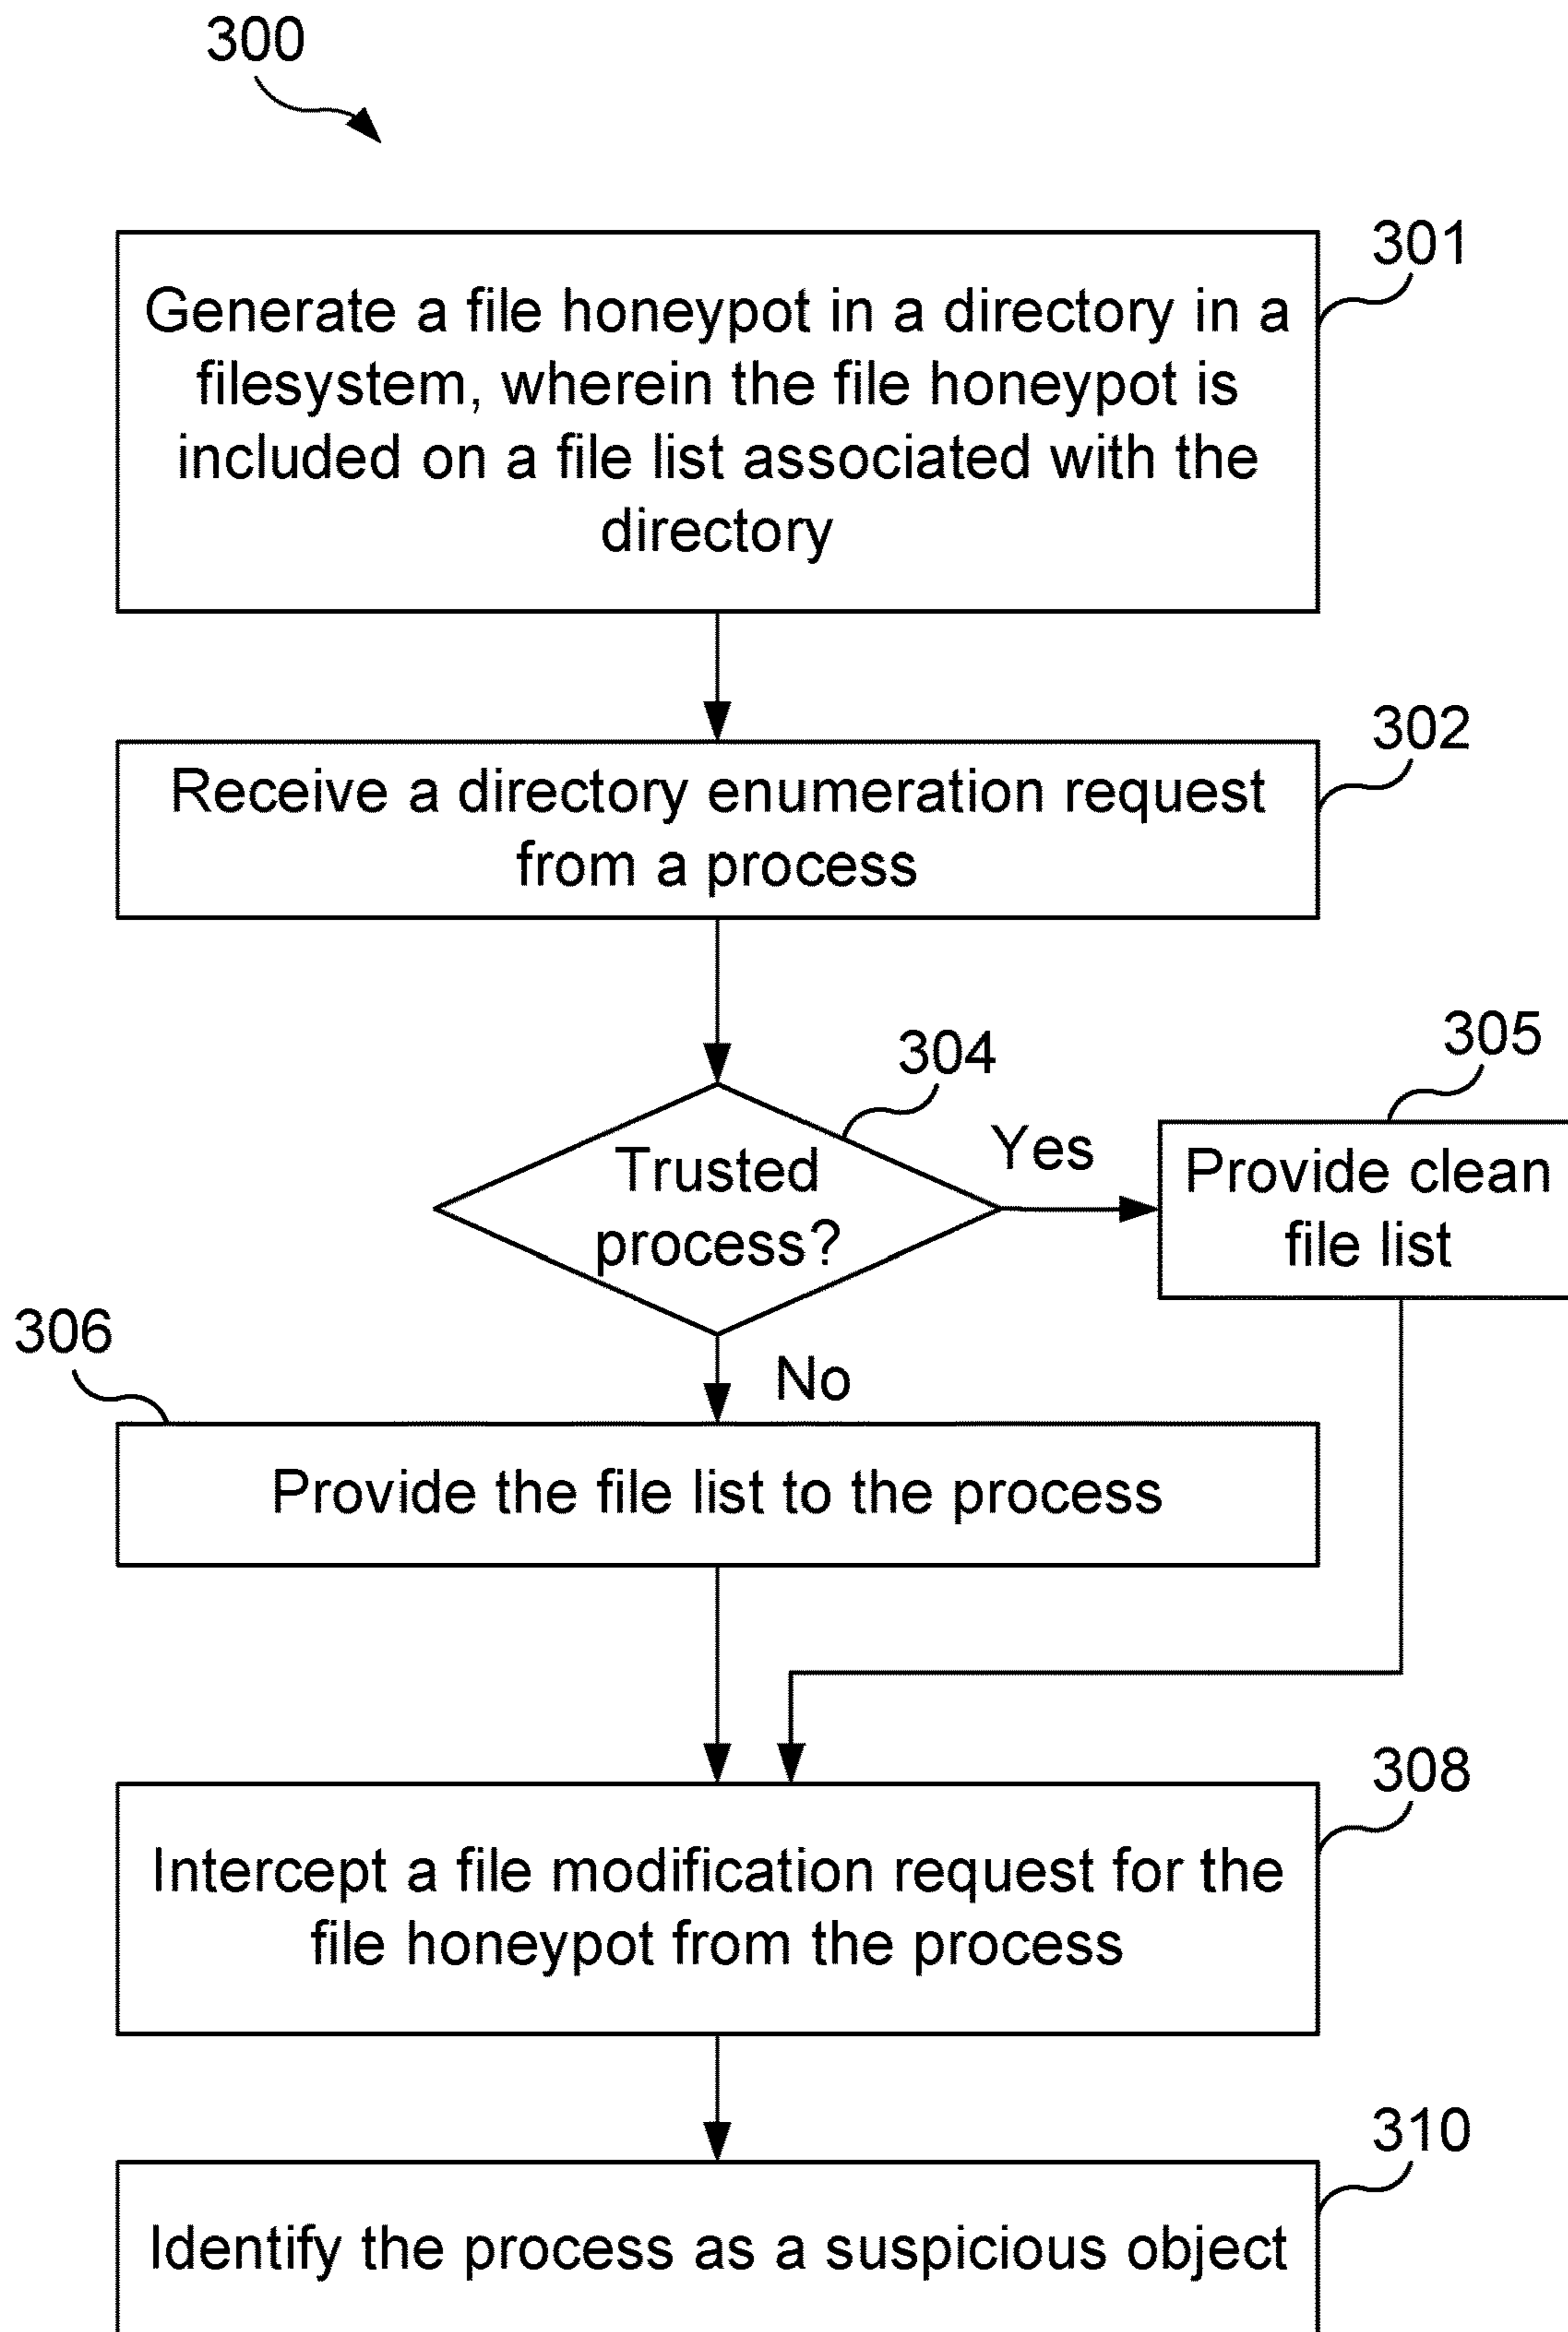 300
301
Generate a file honeypot in a directory in a
filesystem, wherein the file honeypot is
included on a file list associated with the
directory
302
Receive a directory enumeration request
from a process
304
305
Trusted
process?
Yes
Provide clean
file list
306
No
Provide the file list to the process
308
Intercept a file modification request for the
file honeypot from the process
310
Identify the process as a suspicious object